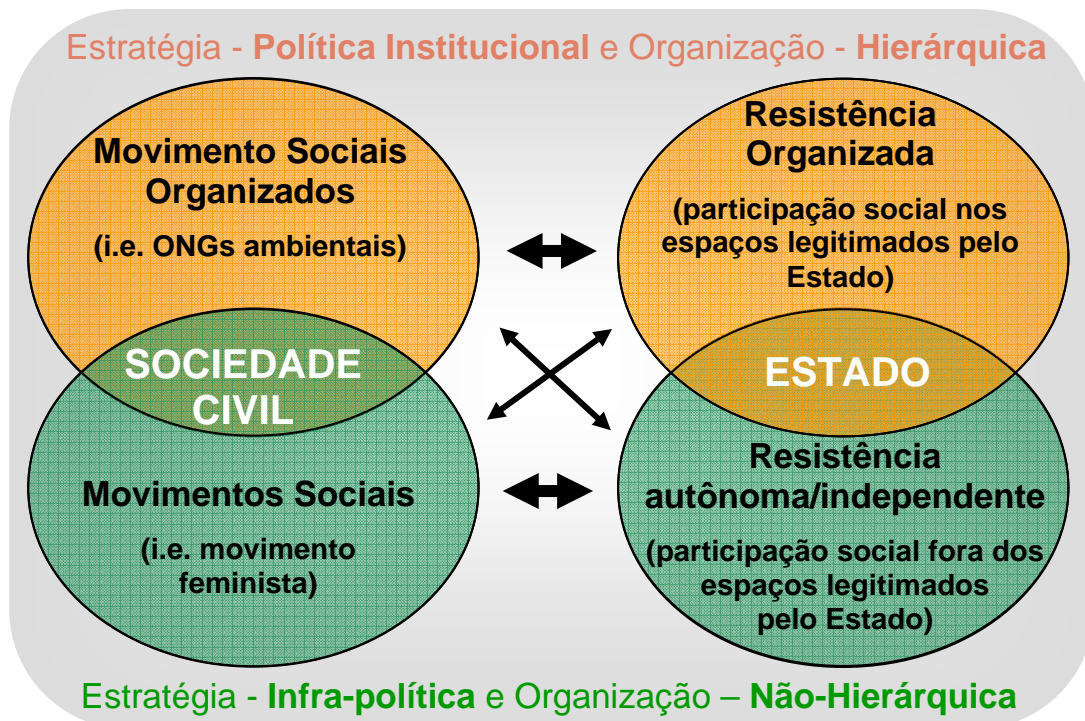 Estratégia - Política Institucional e Organização - Hierárquica
Movimento Sociais
Organizados
(i.e. ONGs ambientais)
Resistência
Organizada
(participação social nos
espaços legitimados pelo
Estado)
SOCIEDADE
CIVIL
ESTADO
Movimentos Sociais
(i.e. movimento
feminista)
Resistência
autônoma/independente
(participação social fora dos
espaços legitimados
pelo Estado)
Estratégia - Infra-política e Organização – Não-Hierárquica